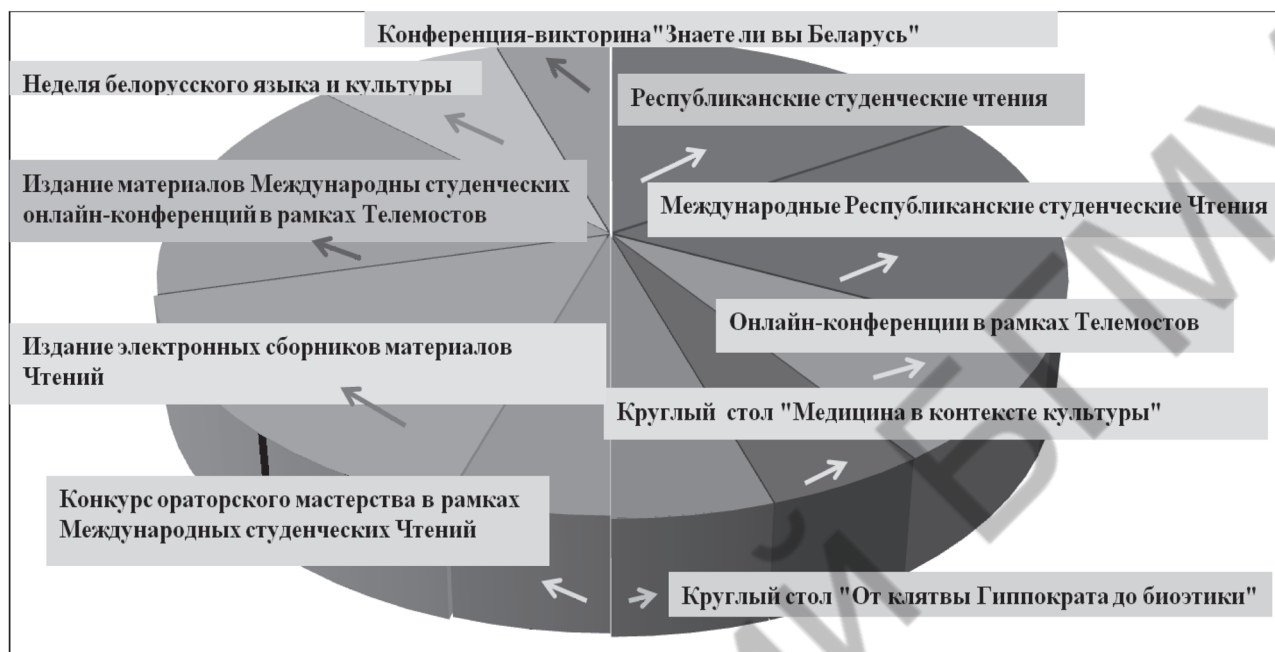 Конференция-викторина"Знаете ли вы Беларусь"
Неделя белорусского языка и культуры
Республиканские студенческие чтения
Издание материалов Международны студенческих
онлайн-конференций в рамках Телемостов
Международные Республиканские студенческие Чтения
Онлайн-конференции в рамках Телемостов
Издание электронных сборников материалов
Чтений
Круглый стол "Медицина в контексте культуры"
Конкурс ораторского мастерства в рамках
Международных студенческих Чтений
Круглый стол "От клятвы Гиппократа до биоэтики"